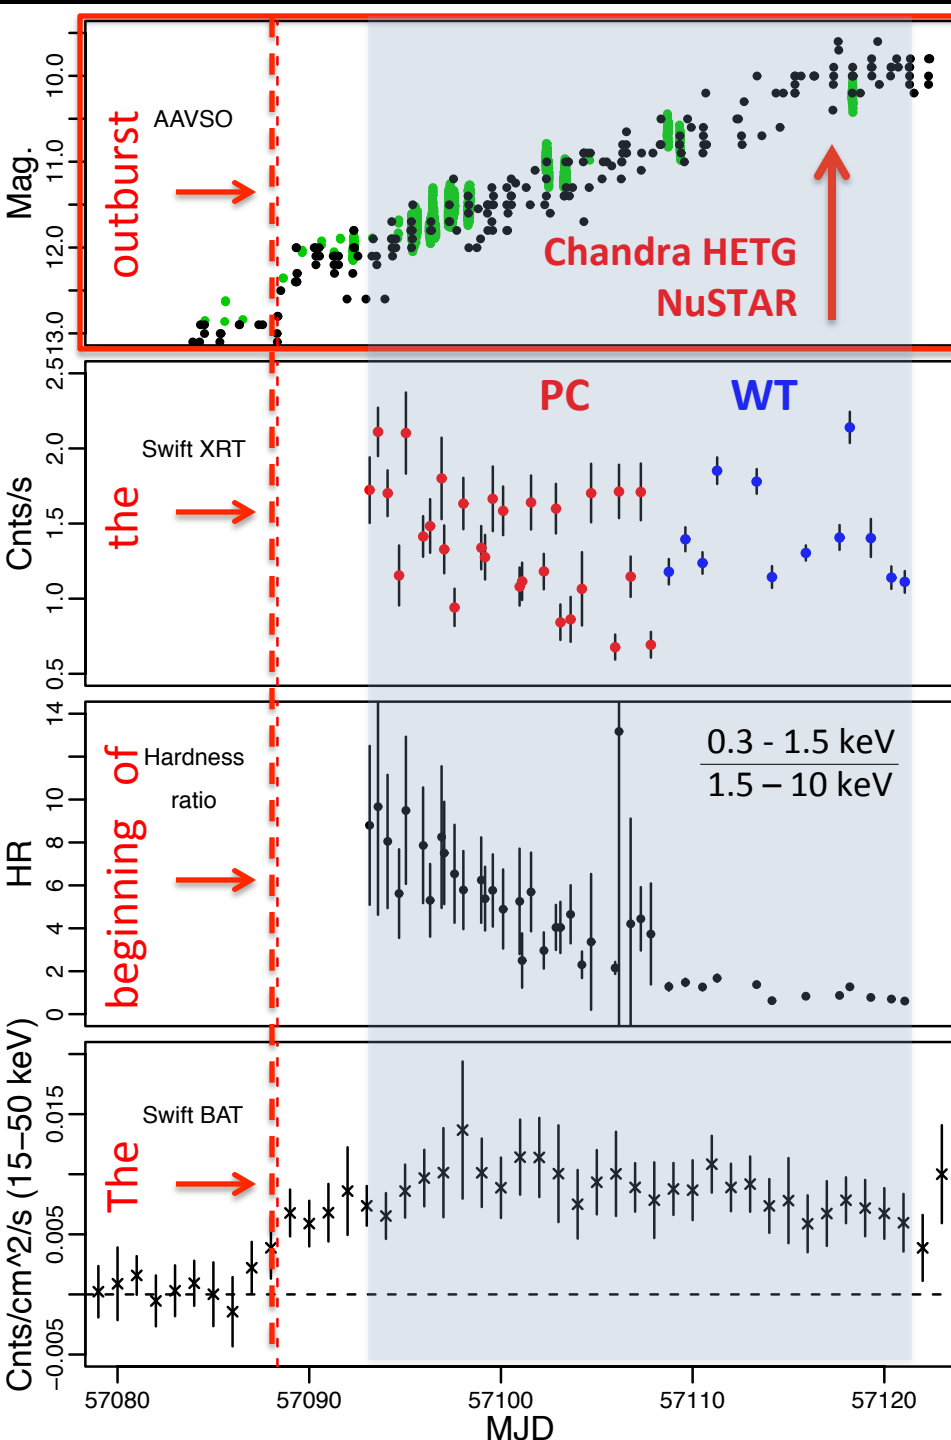 Mag.
10.0
11.0
12.0
13.0
outburst
AAVSO
Chandra HETG
NuSTAR
Cnts/s
2.5
2.0
1.5
1.0
0.5
the
Swift XRT
PC
WT
HR
14
10
8
6
4
2
0
beginning of
Hardness
ratio
0.3 - 1.5 keV
1.5 – 10 keV
Cnts/cm^2/s (15−50 keV)
0.015
0.005
−0.005
The
Swift BAT
57080
57090
57100
57110
57120
MJD